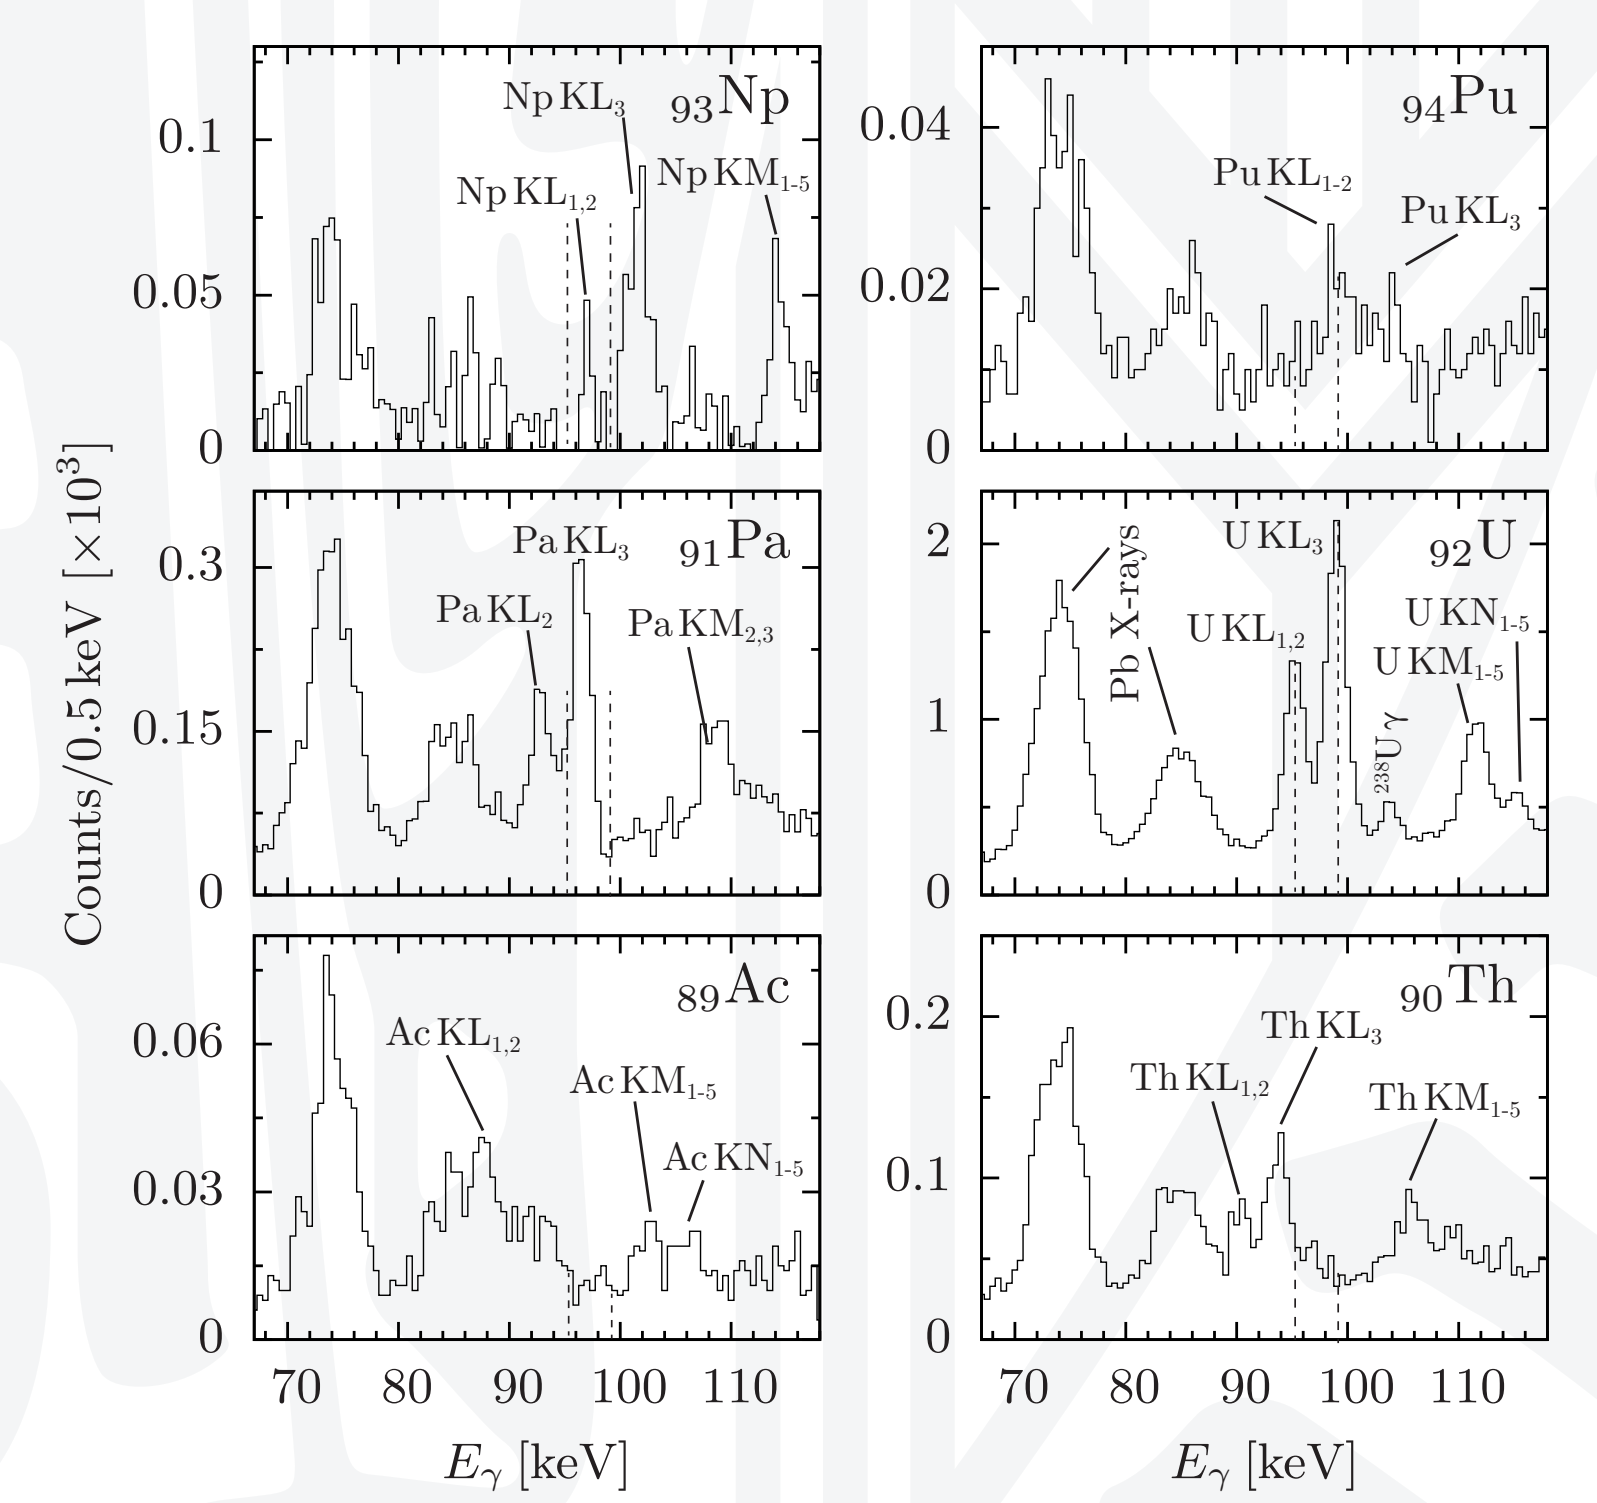 Counts/0.5 keV [×10³]
₉₃Np
Np KL₃
Np KM₁₋₅
Np KL₁,₂
0.1
0.05
0
₉₄Pu
Pu KL₁₋₂
Pu KL₃
0.04
0.02
0
₉₁Pa
Pa KL₃
Pa KL₂
Pa KM₂,₃
0.3
0.15
0
₉₂U
U KL₃
Pb X-rays
U KL₁,₂
U KN₁₋₅
U KM₁₋₅
²³⁸U γ
2
1
0
₈₉Ac
Ac KL₁,₂
Ac KM₁₋₅
Ac KN₁₋₅
0.06
0.03
0
70 80 90 100 110
Eγ [keV]
₉₀Th
Th KL₃
Th KL₁,₂
Th KM₁₋₅
0.2
0.1
0
70 80 90 100 110
Eγ [keV]